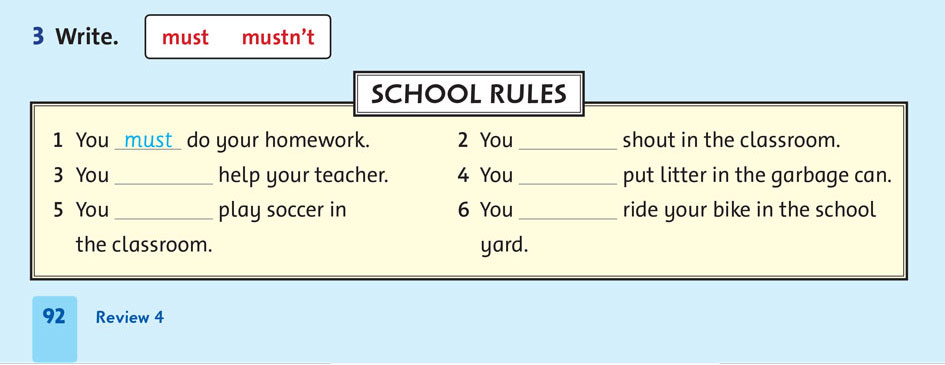 3 Write. must mustn't
SCHOOL RULES
1 You must do your homework. 2 You __________ shout in the classroom.
3 You __________ help your teacher. 4 You __________ put litter in the garbage can.
5 You __________ play soccer in 6 You __________ ride your bike in the school
the classroom. yard.
92 Review 4